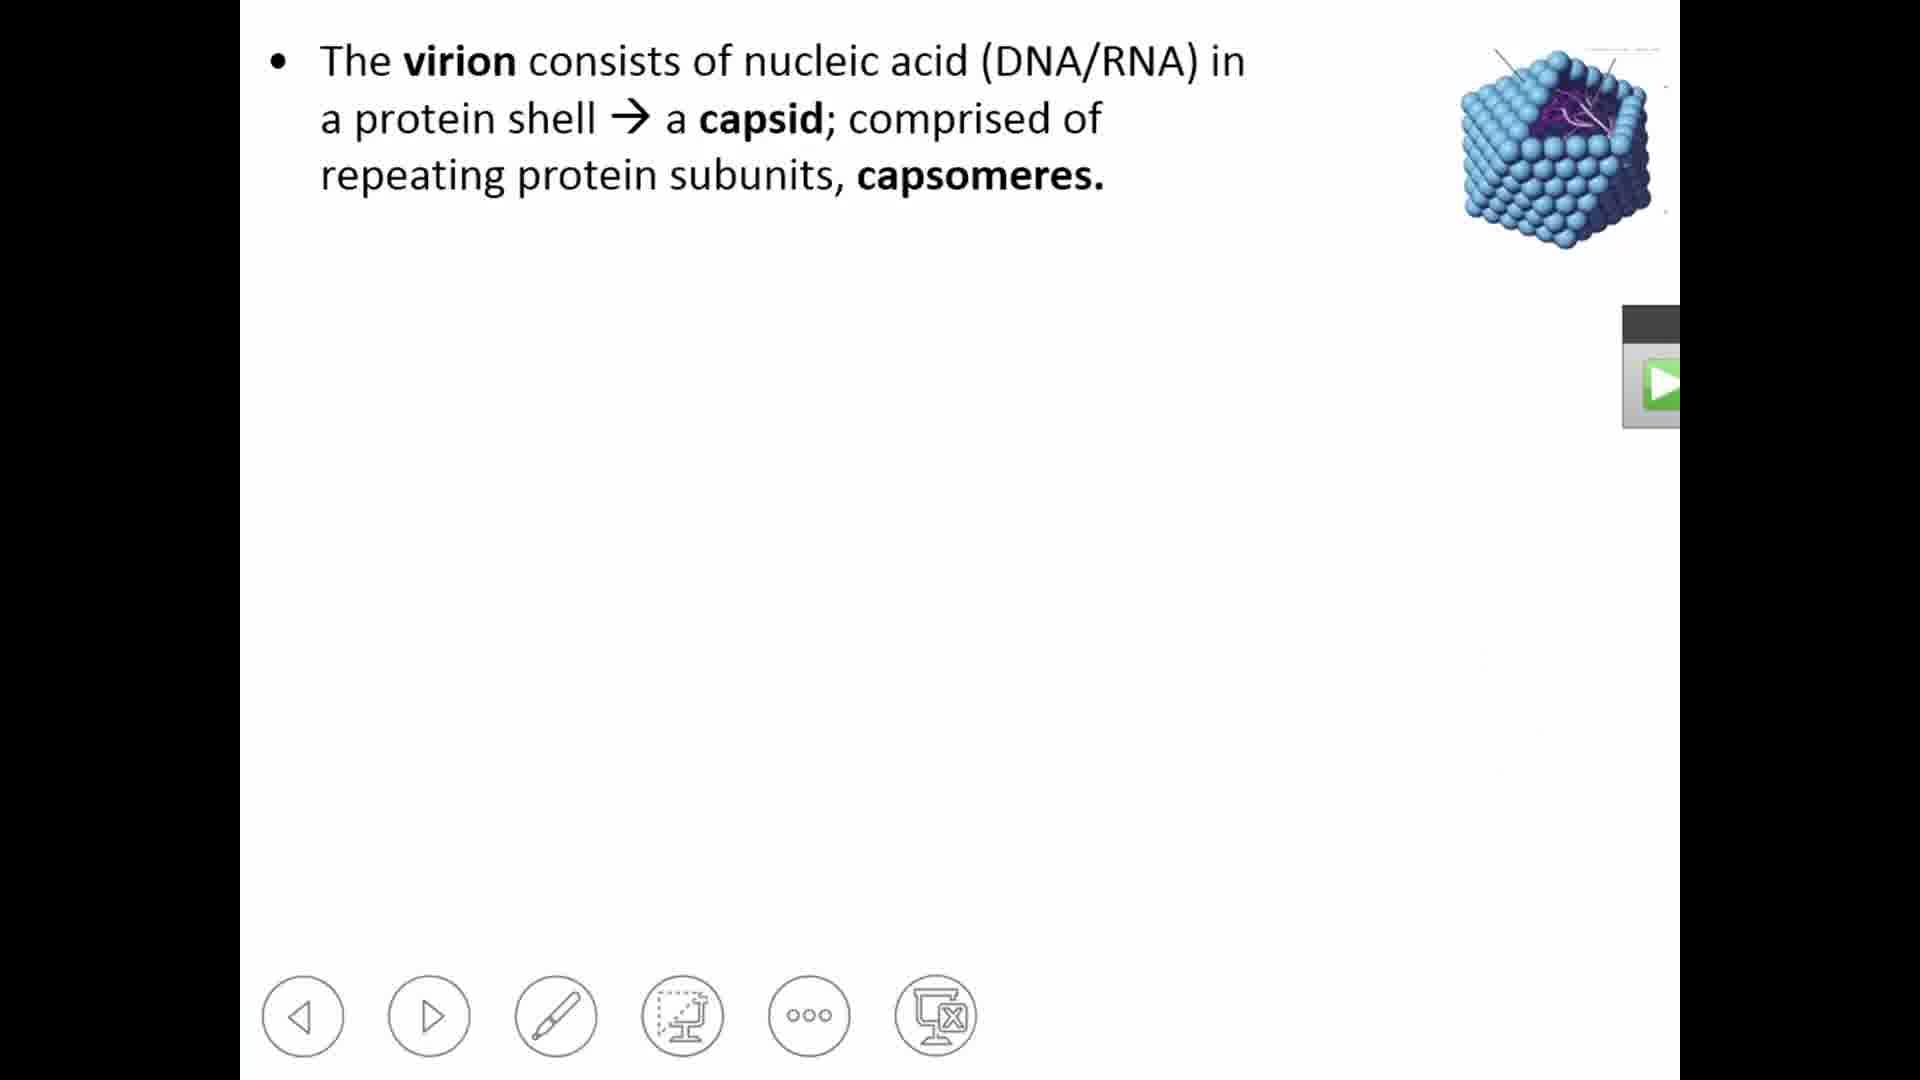 • The virion consists of nucleic acid (DNA/RNA) in
a protein shell → a capsid; comprised of
repeating protein subunits, capsomeres.